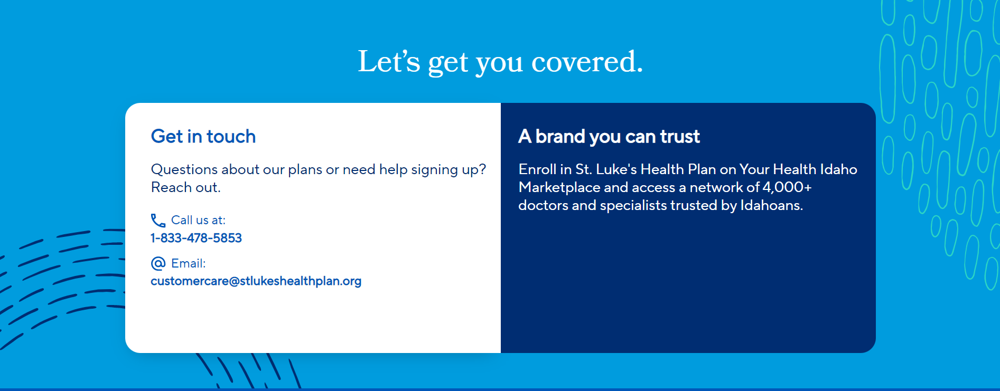 Let’s get you covered.
Get in touch
Questions about our plans or need help signing up?
Reach out.
Call us at:
1-833-478-5853
Email:
customercare@stlukeshealthplan.org
A brand you can trust
Enroll in St. Luke's Health Plan on Your Health Idaho
Marketplace and access a network of 4,000+
doctors and specialists trusted by Idahoans.